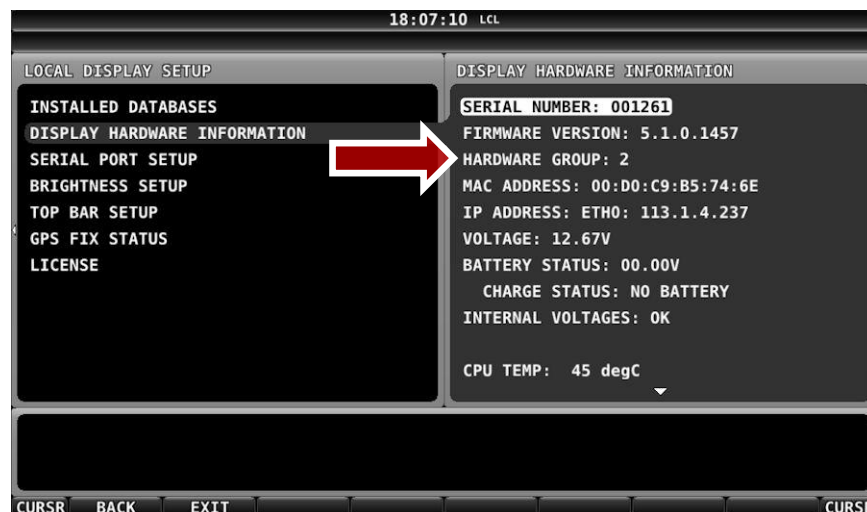 18:07:10 LCL
LOCAL DISPLAY SETUP
INSTALLED DATABASES
DISPLAY HARDWARE INFORMATION
SERIAL PORT SETUP
BRIGHTNESS SETUP
TOP BAR SETUP
GPS FIX STATUS
LICENSE
DISPLAY HARDWARE INFORMATION
SERIAL NUMBER: 001261
FIRMWARE VERSION: 5.1.0.1457
HARDWARE GROUP: 2
MAC ADDRESS: 00:D0:C9:B5:74:6E
IP ADDRESS: ETH0: 113.1.4.237
VOLTAGE: 12.67V
BATTERY STATUS: 00.00V
CHARGE STATUS: NO BATTERY
INTERNAL VOLTAGES: OK
CPU TEMP: 45 degC
CURSR BACK EXIT CURSR